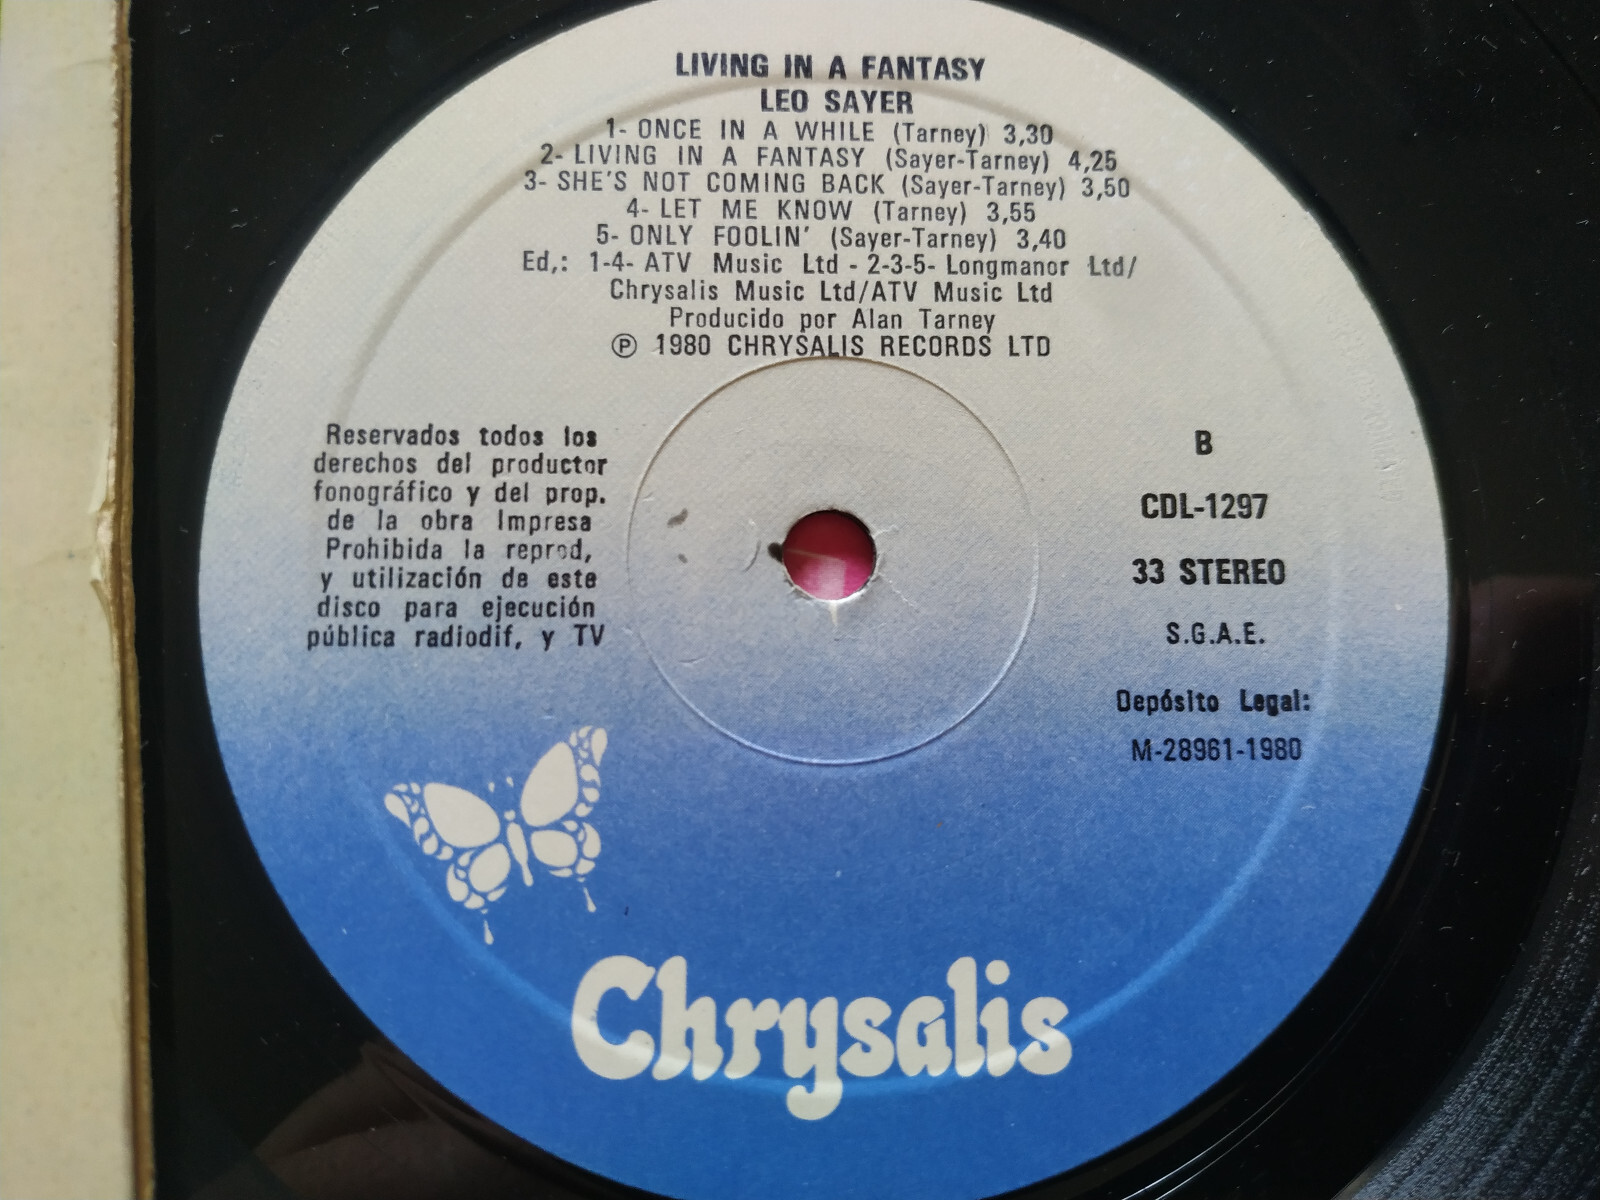 LIVING IN A FANTASY
LEO SAYER
1- ONCE IN A WHILE (Tarney) 3,30
2- LIVING IN A FANTASY (Sayer-Tarney) 4,25
3- SHE'S NOT COMING BACK (Sayer-Tarney) 3,50
4- LET ME KNOW (Tarney) 3,55
5- ONLY FOOLIN' (Sayer-Tarney) 3,40
Ed,: 1-4- ATV Music Ltd - 2-3-5- Longmanor Ltd/
Chrysalis Music Ltd/ATV Music Ltd
Producido por Alan Tarney
℗ 1980 CHRYSALIS RECORDS LTD
Reservados todos los
derechos del productor
fonográfico y del prop.
de la obra Impresa
Prohibida la reprod,
y utilización de este
disco para ejecución
pública radiodif, y TV
B
CDL-1297
33 STEREO
S.G.A.E.
Depósito Legal:
M-28961-1980
Chrysalis